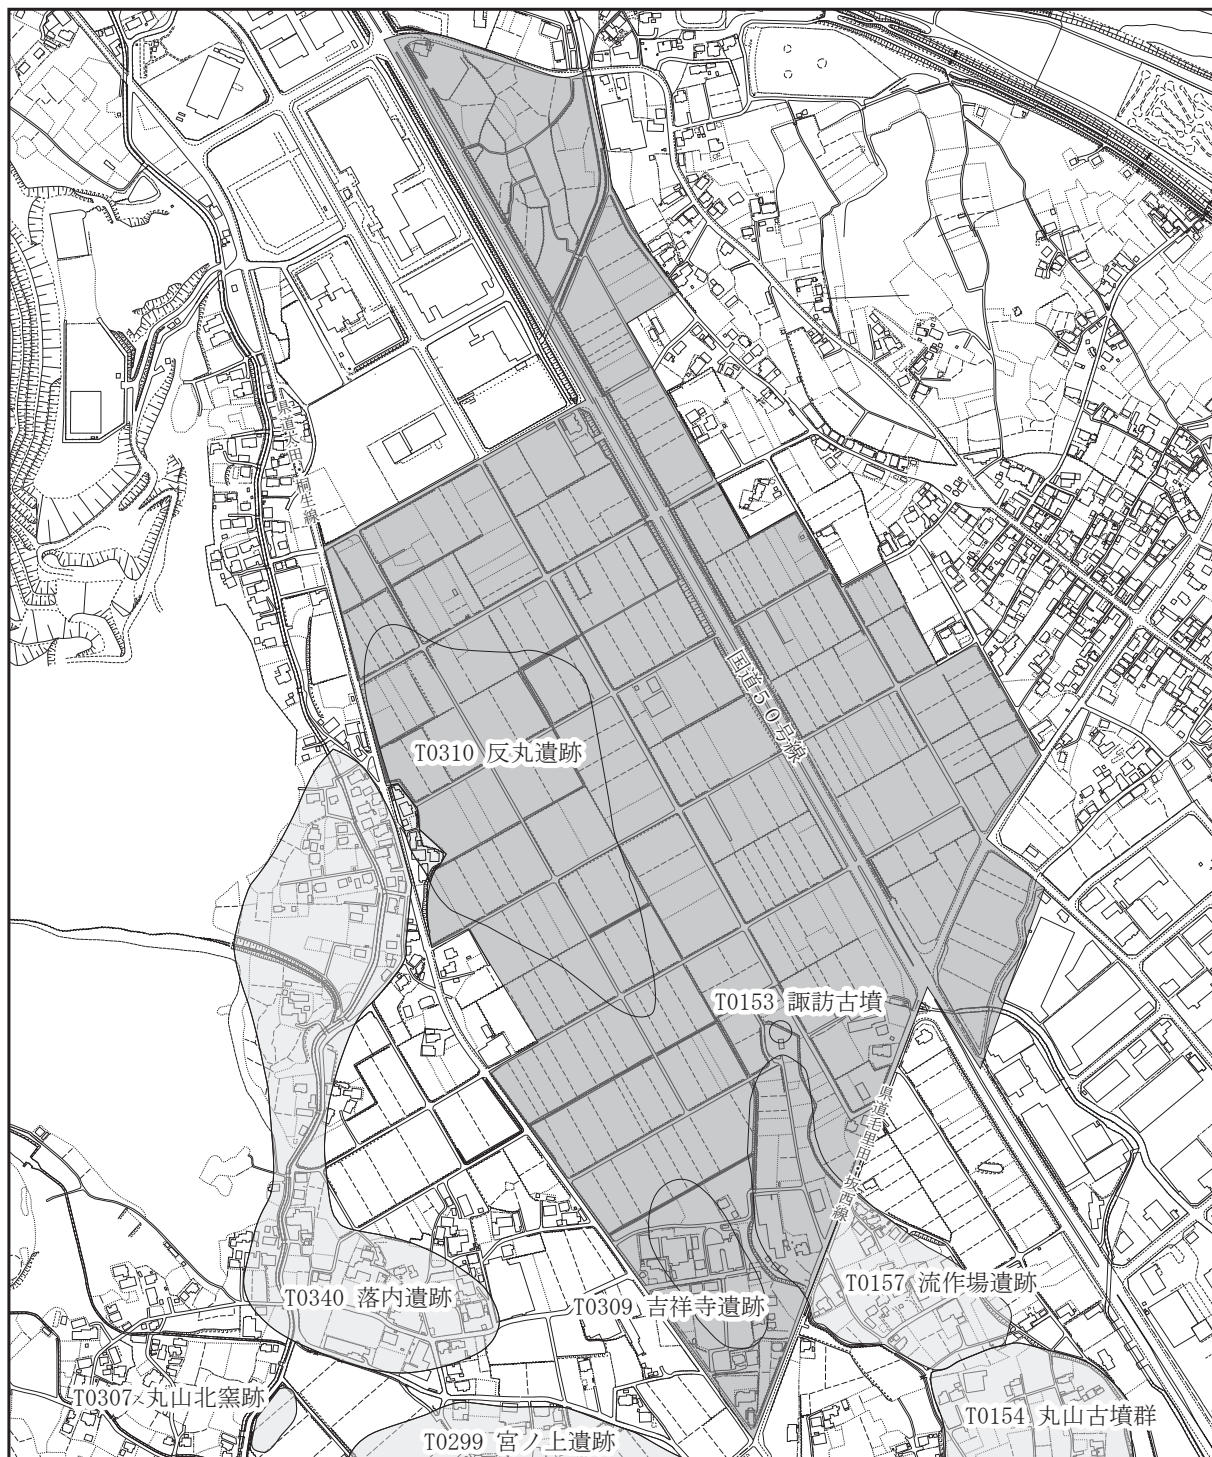 県道太田・桐生線
国道50号線
T0310 反丸遺跡
T0153 諏訪古墳
県道毛里田・坂西線
T0157 流作場遺跡
T0340 落内遺跡
T0309 吉祥寺遺跡
T0307 丸山北窯跡
T0154 丸山古墳群
T0299 宮ノ上遺跡